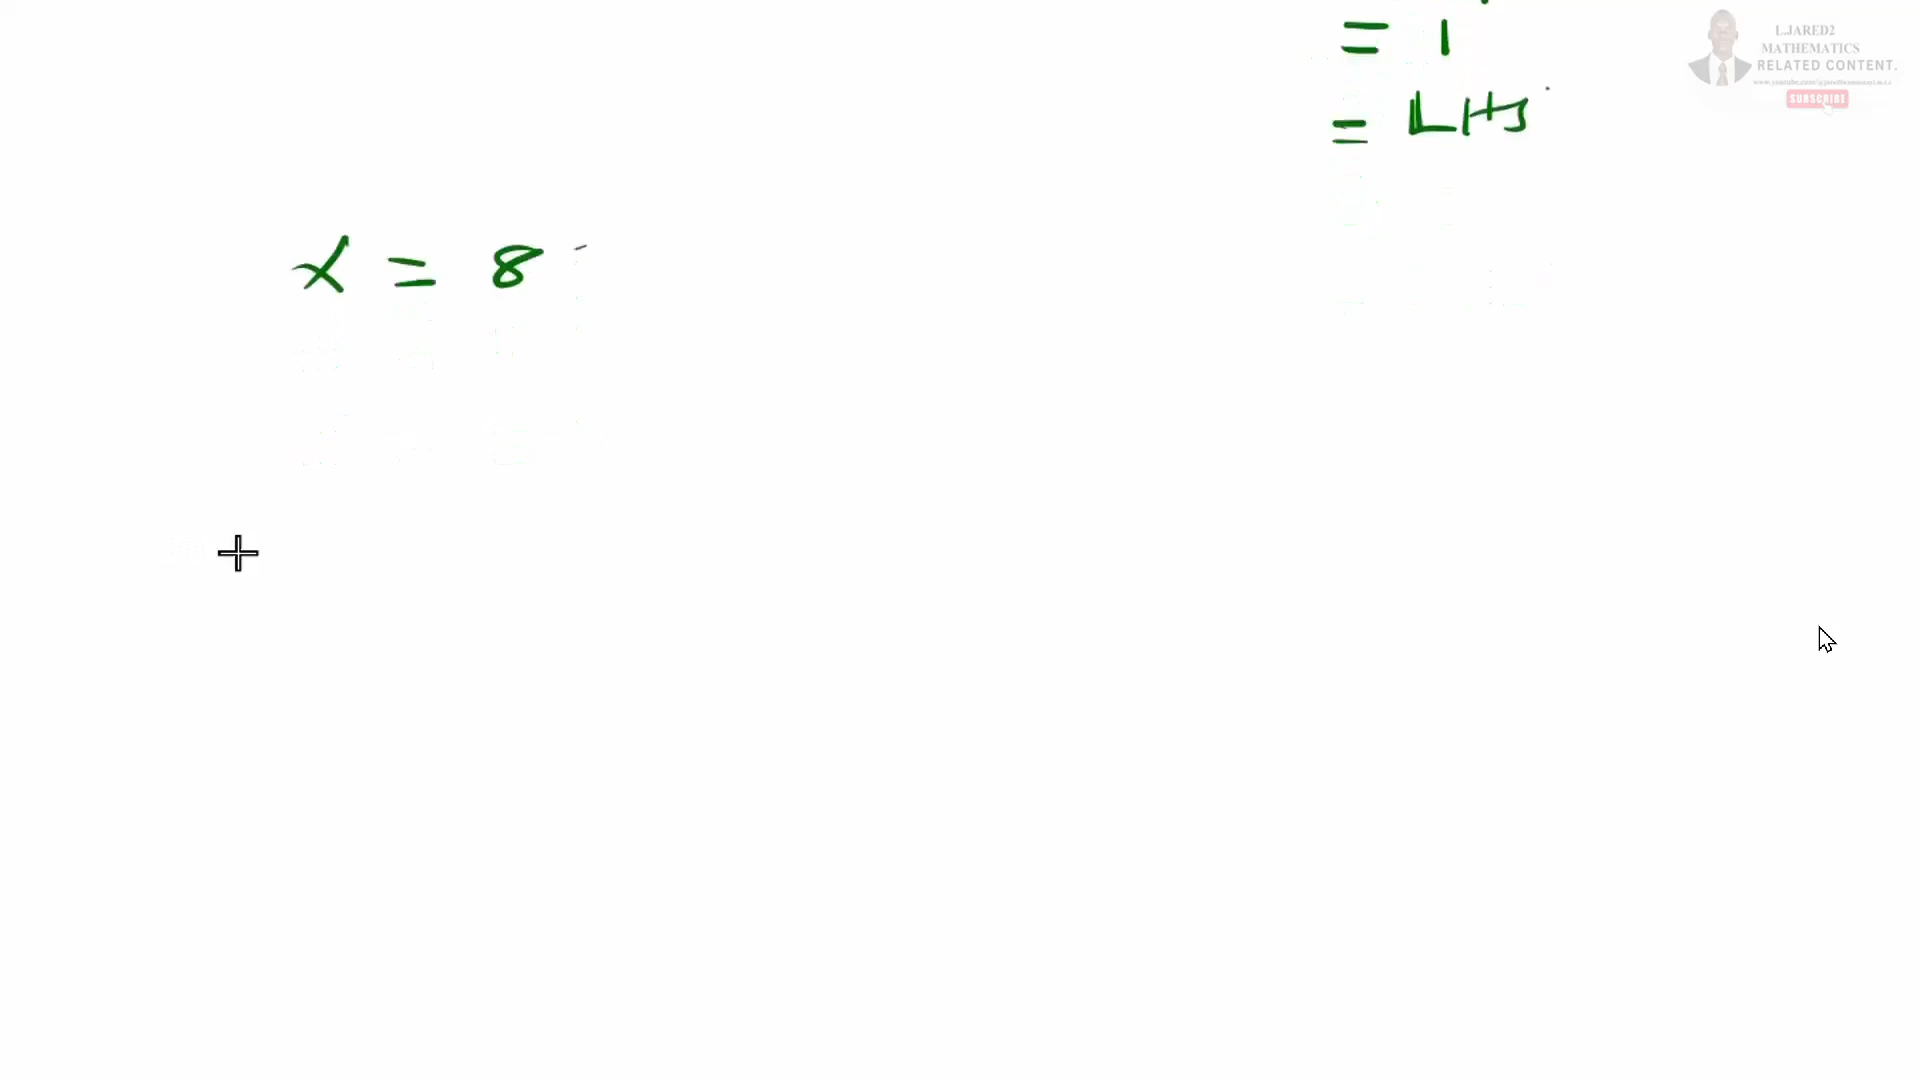 = 1
= LHS
x = 8
L.JARED2
MATHEMATICS
RELATED CONTENT.
SUBSCRIBE